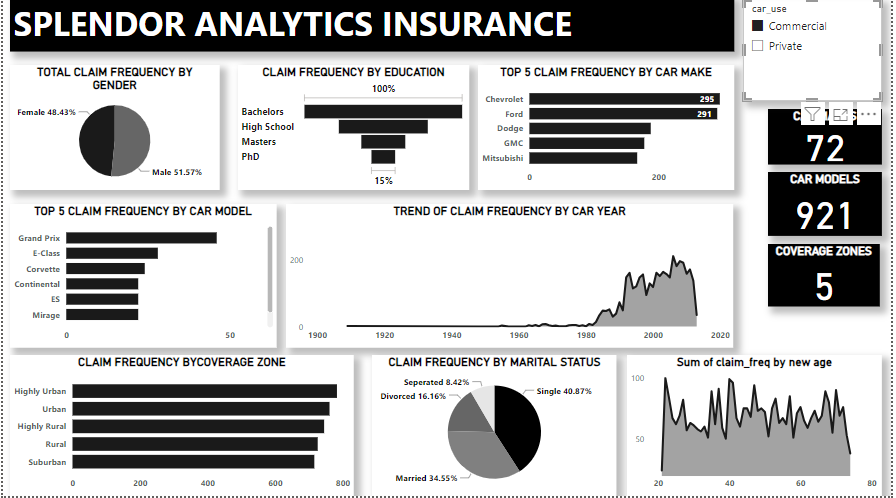 SPLENDOR ANALYTICS INSURANCE
car_use
Commercial
Private
TOTAL CLAIM FREQUENCY BY
GENDER
Female 48.43%
Male 51.57%
CLAIM FREQUENCY BY EDUCATION
100%
Bachelors
High School
Masters
PhD
15%
TOP 5 CLAIM FREQUENCY BY CAR MAKE
Chevrolet
295
Ford
291
Dodge
GMC
Mitsubishi
0
200
72
CAR MODELS
921
COVERAGE ZONES
5
TOP 5 CLAIM FREQUENCY BY CAR MODEL
Grand Prix
E-Class
Corvette
Continental
ES
Mirage
0
50
TREND OF CLAIM FREQUENCY BY CAR YEAR
200
0
1900
1920
1940
1960
1980
2000
2020
CLAIM FREQUENCY BYCOVERAGE ZONE
Highly Urban
Urban
Highly Rural
Rural
Suburban
0
200
400
600
800
CLAIM FREQUENCY BY MARITAL STATUS
Seperated 8.42%
Divorced 16.16%
Single 40.87%
Married 34.55%
Sum of claim_freq by new age
100
50
20
40
60
80